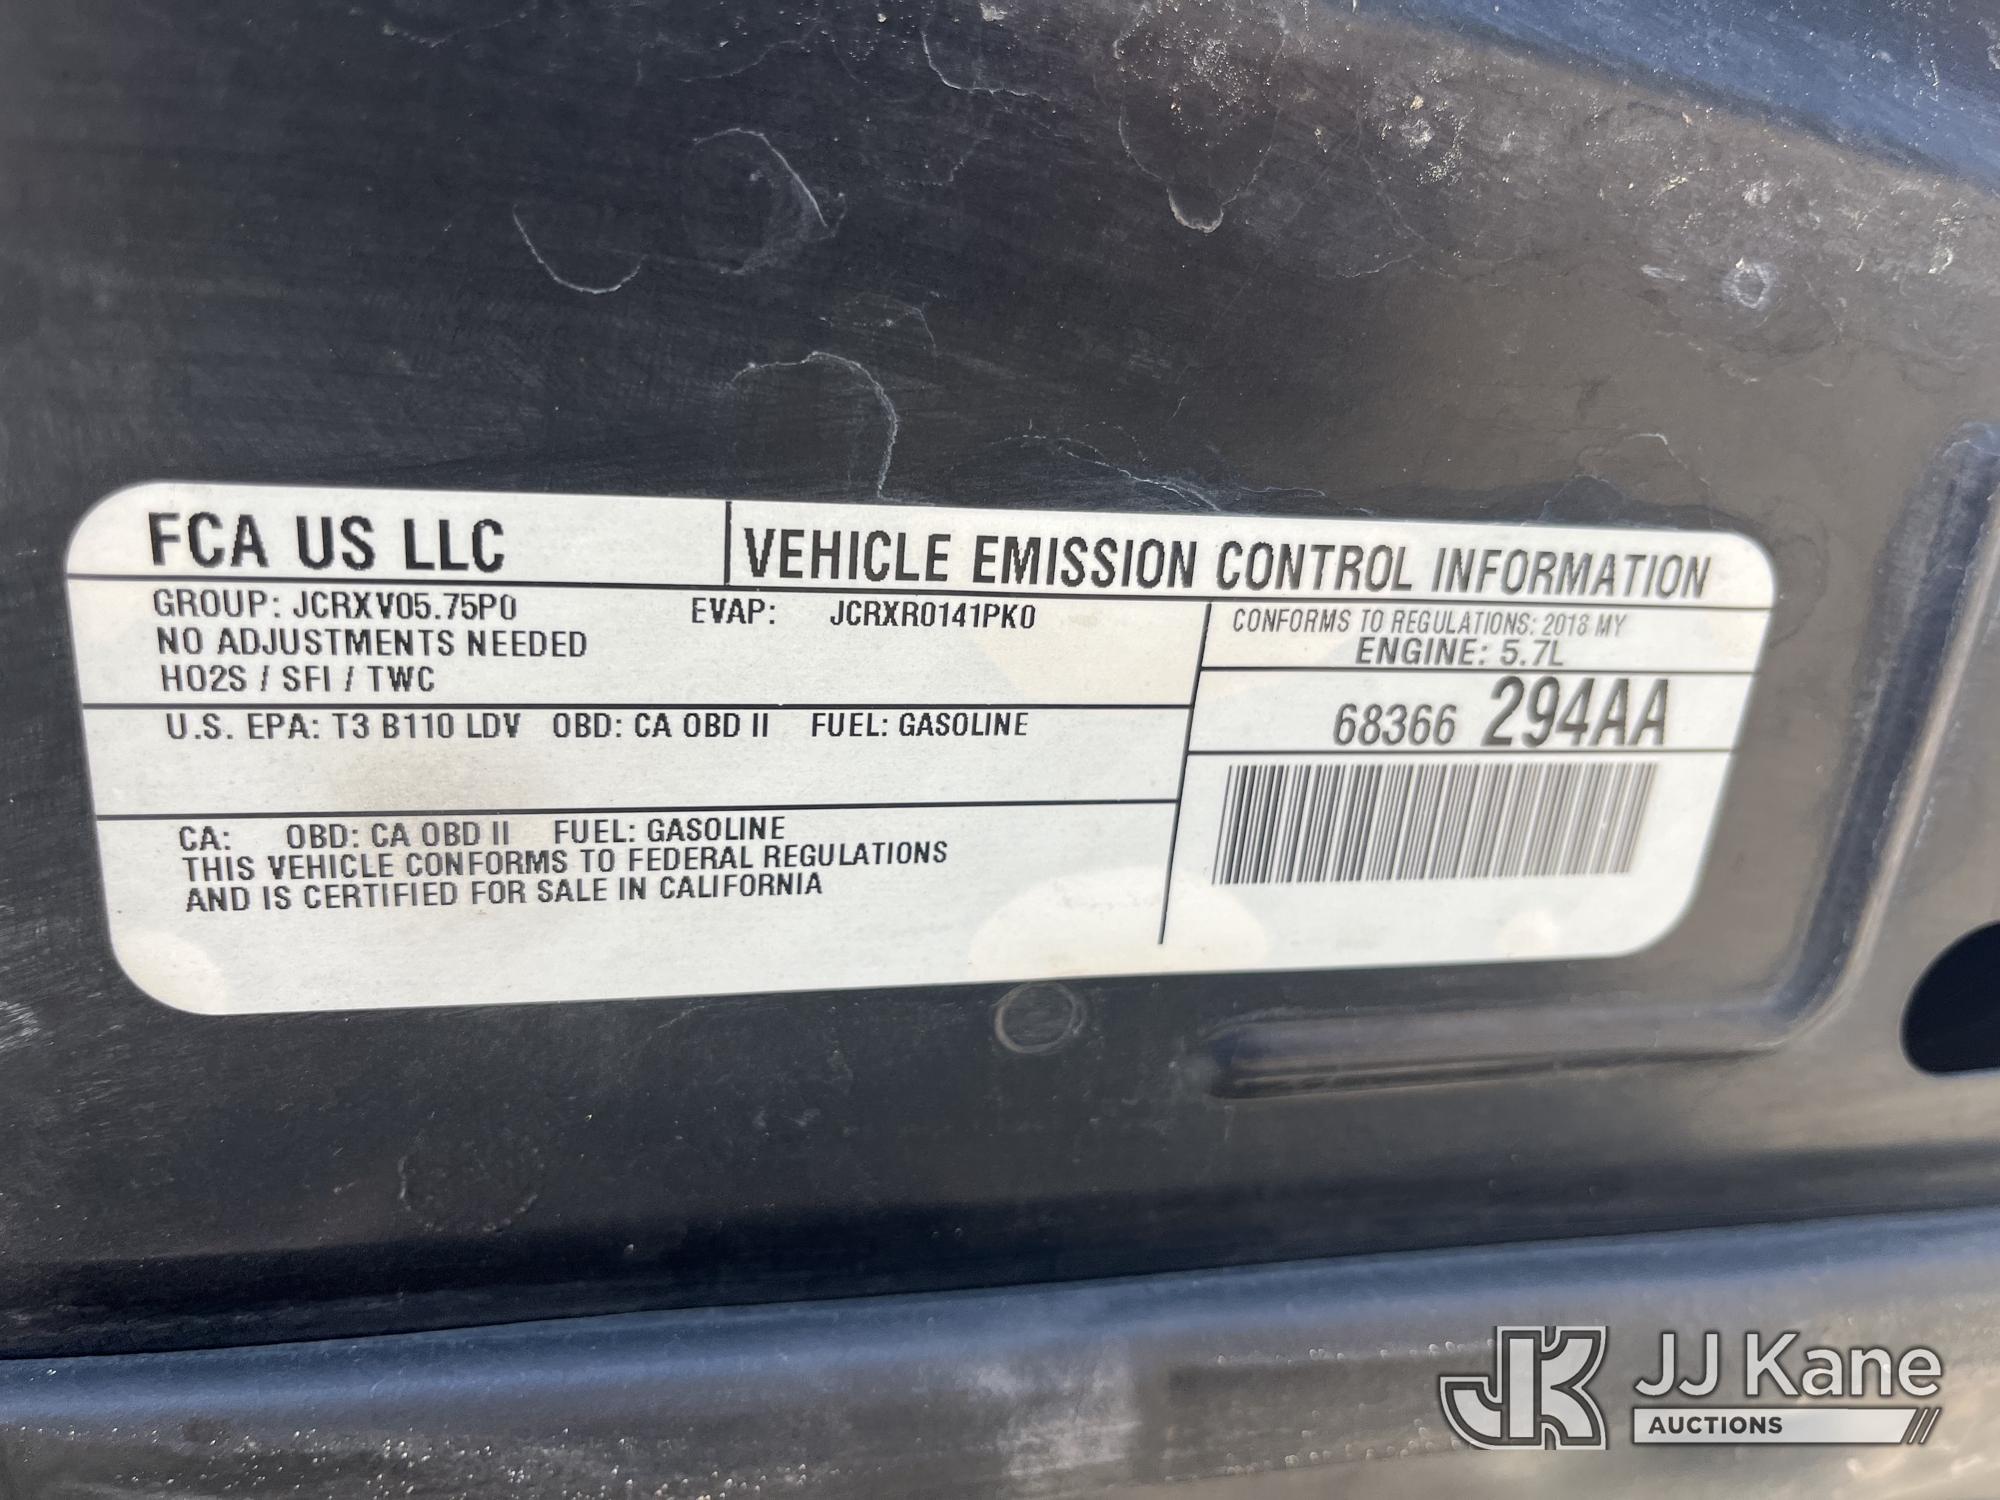 FCA US LLC
VEHICLE EMISSION CONTROL INFORMATION
GROUP: JCRXV05.75P0 EVAP: JCRXR0141PK0
NO ADJUSTMENTS NEEDED
HO2S / SFI / TWC
CONFORMS TO REGULATIONS: 2018 MY
ENGINE: 5.7L
68366 294AA
U.S. EPA: T3 B110 LDV OBD: CA OBD II FUEL: GASOLINE
CA: OBD: CA OBD II FUEL: GASOLINE
THIS VEHICLE CONFORMS TO FEDERAL REGULATIONS
AND IS CERTIFIED FOR SALE IN CALIFORNIA
JK JJ Kane
AUCTIONS